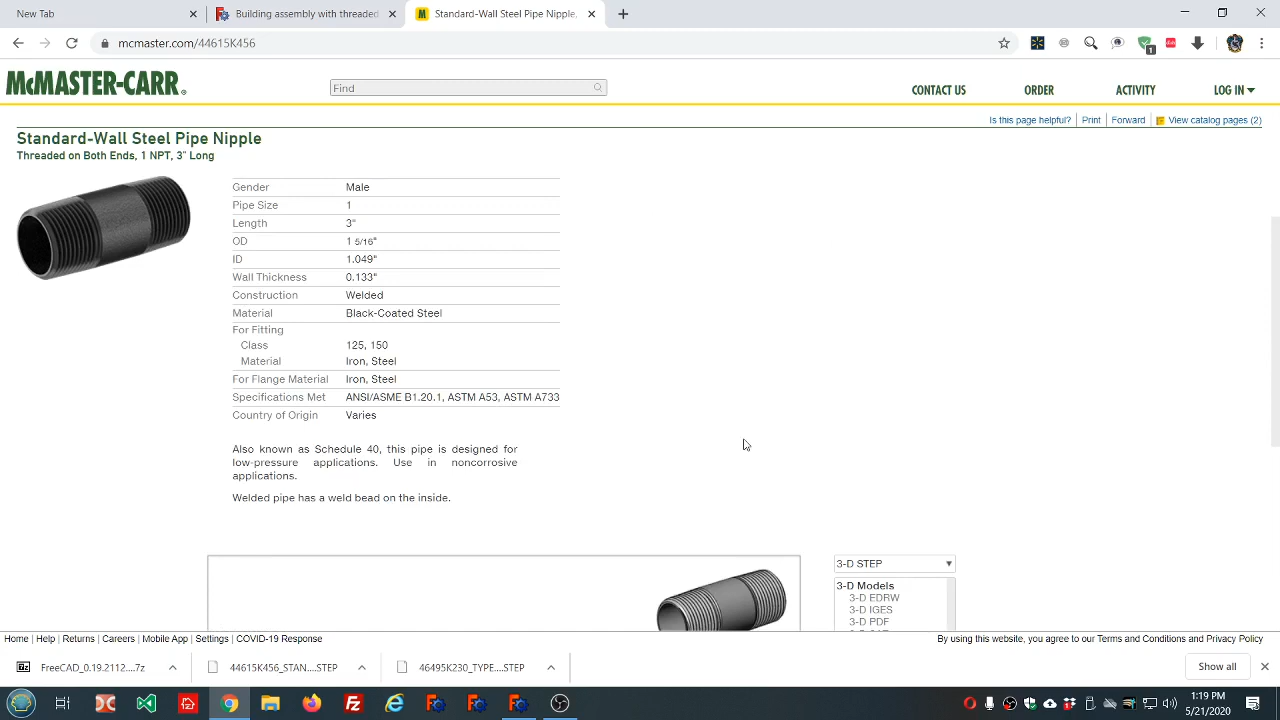 New Tab
Building assembly with threaded
Standard-Wall Steel Pipe Nipple,
mcmaster.com/44615K456
1
McMASTER-CARR
Find
CONTACT US
ORDER
ACTIVITY
LOG IN
Is this page helpful?
Print
Forward
View catalog pages (2)
Standard-Wall Steel Pipe Nipple
Threaded on Both Ends, 1 NPT, 3" Long
Gender Male
Pipe Size 1
Length 3"
OD 1 5/16"
ID 1.049"
Wall Thickness 0.133"
Construction Welded
Material Black-Coated Steel
For Fitting
Class 125, 150
Material Iron, Steel
For Flange Material Iron, Steel
Specifications Met ANSI/ASME B1.20.1, ASTM A53, ASTM A733
Country of Origin Varies
Also known as Schedule 40, this pipe is designed for
low-pressure applications. Use in noncorrosive
applications.
Welded pipe has a weld bead on the inside.
3-D STEP
3-D Models
3-D EDRW
3-D IGES
3-D PDF
Home | Help | Returns | Careers | Mobile App | Settings | COVID-19 Response
By using this website, you agree to our Terms and Conditions and Privacy Policy
FreeCAD_0.19.2112....7z
44615K456_STAN....STEP
46495K230_TYPE....STEP
Show all
1:19 PM
5/21/2020